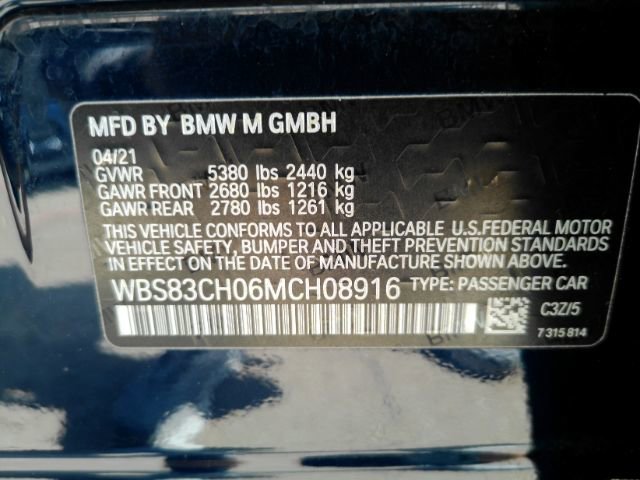 MFD BY BMW M GMBH
04/21
GVWR 5380 lbs 2440 kg
GAWR FRONT 2680 lbs 1216 kg
GAWR REAR 2780 lbs 1261 kg
THIS VEHICLE CONFORMS TO ALL APPLICABLE U.S.FEDERAL MOTOR
VEHICLE SAFETY, BUMPER AND THEFT PREVENTION STANDARDS
IN EFFECT ON THE DATE OF MANUFACTURE SHOWN ABOVE.
WBS83CH06MCH08916 TYPE: PASSENGER CAR
C3Z/5
7 315 814